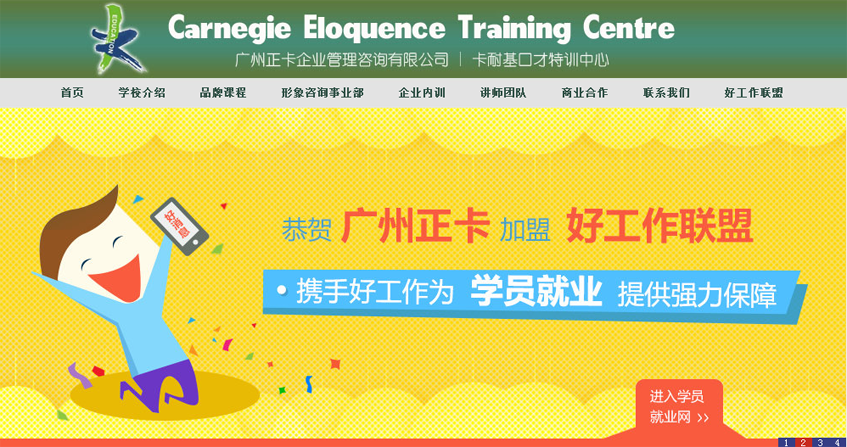 EDUCATION
Carnegie Eloquence Training Centre
广州正卡企业管理咨询有限公司 | 卡耐基口才特训中心
首页 学校介绍 品牌课程 形象咨询事业部 企业内训 讲师团队 商业合作 联系我们 好工作联盟
好消息
恭贺 广州正卡 加盟 好工作联盟
• 携手好工作为 学员就业 提供强力保障
进入学员
就业网 >>
1 2 3 4